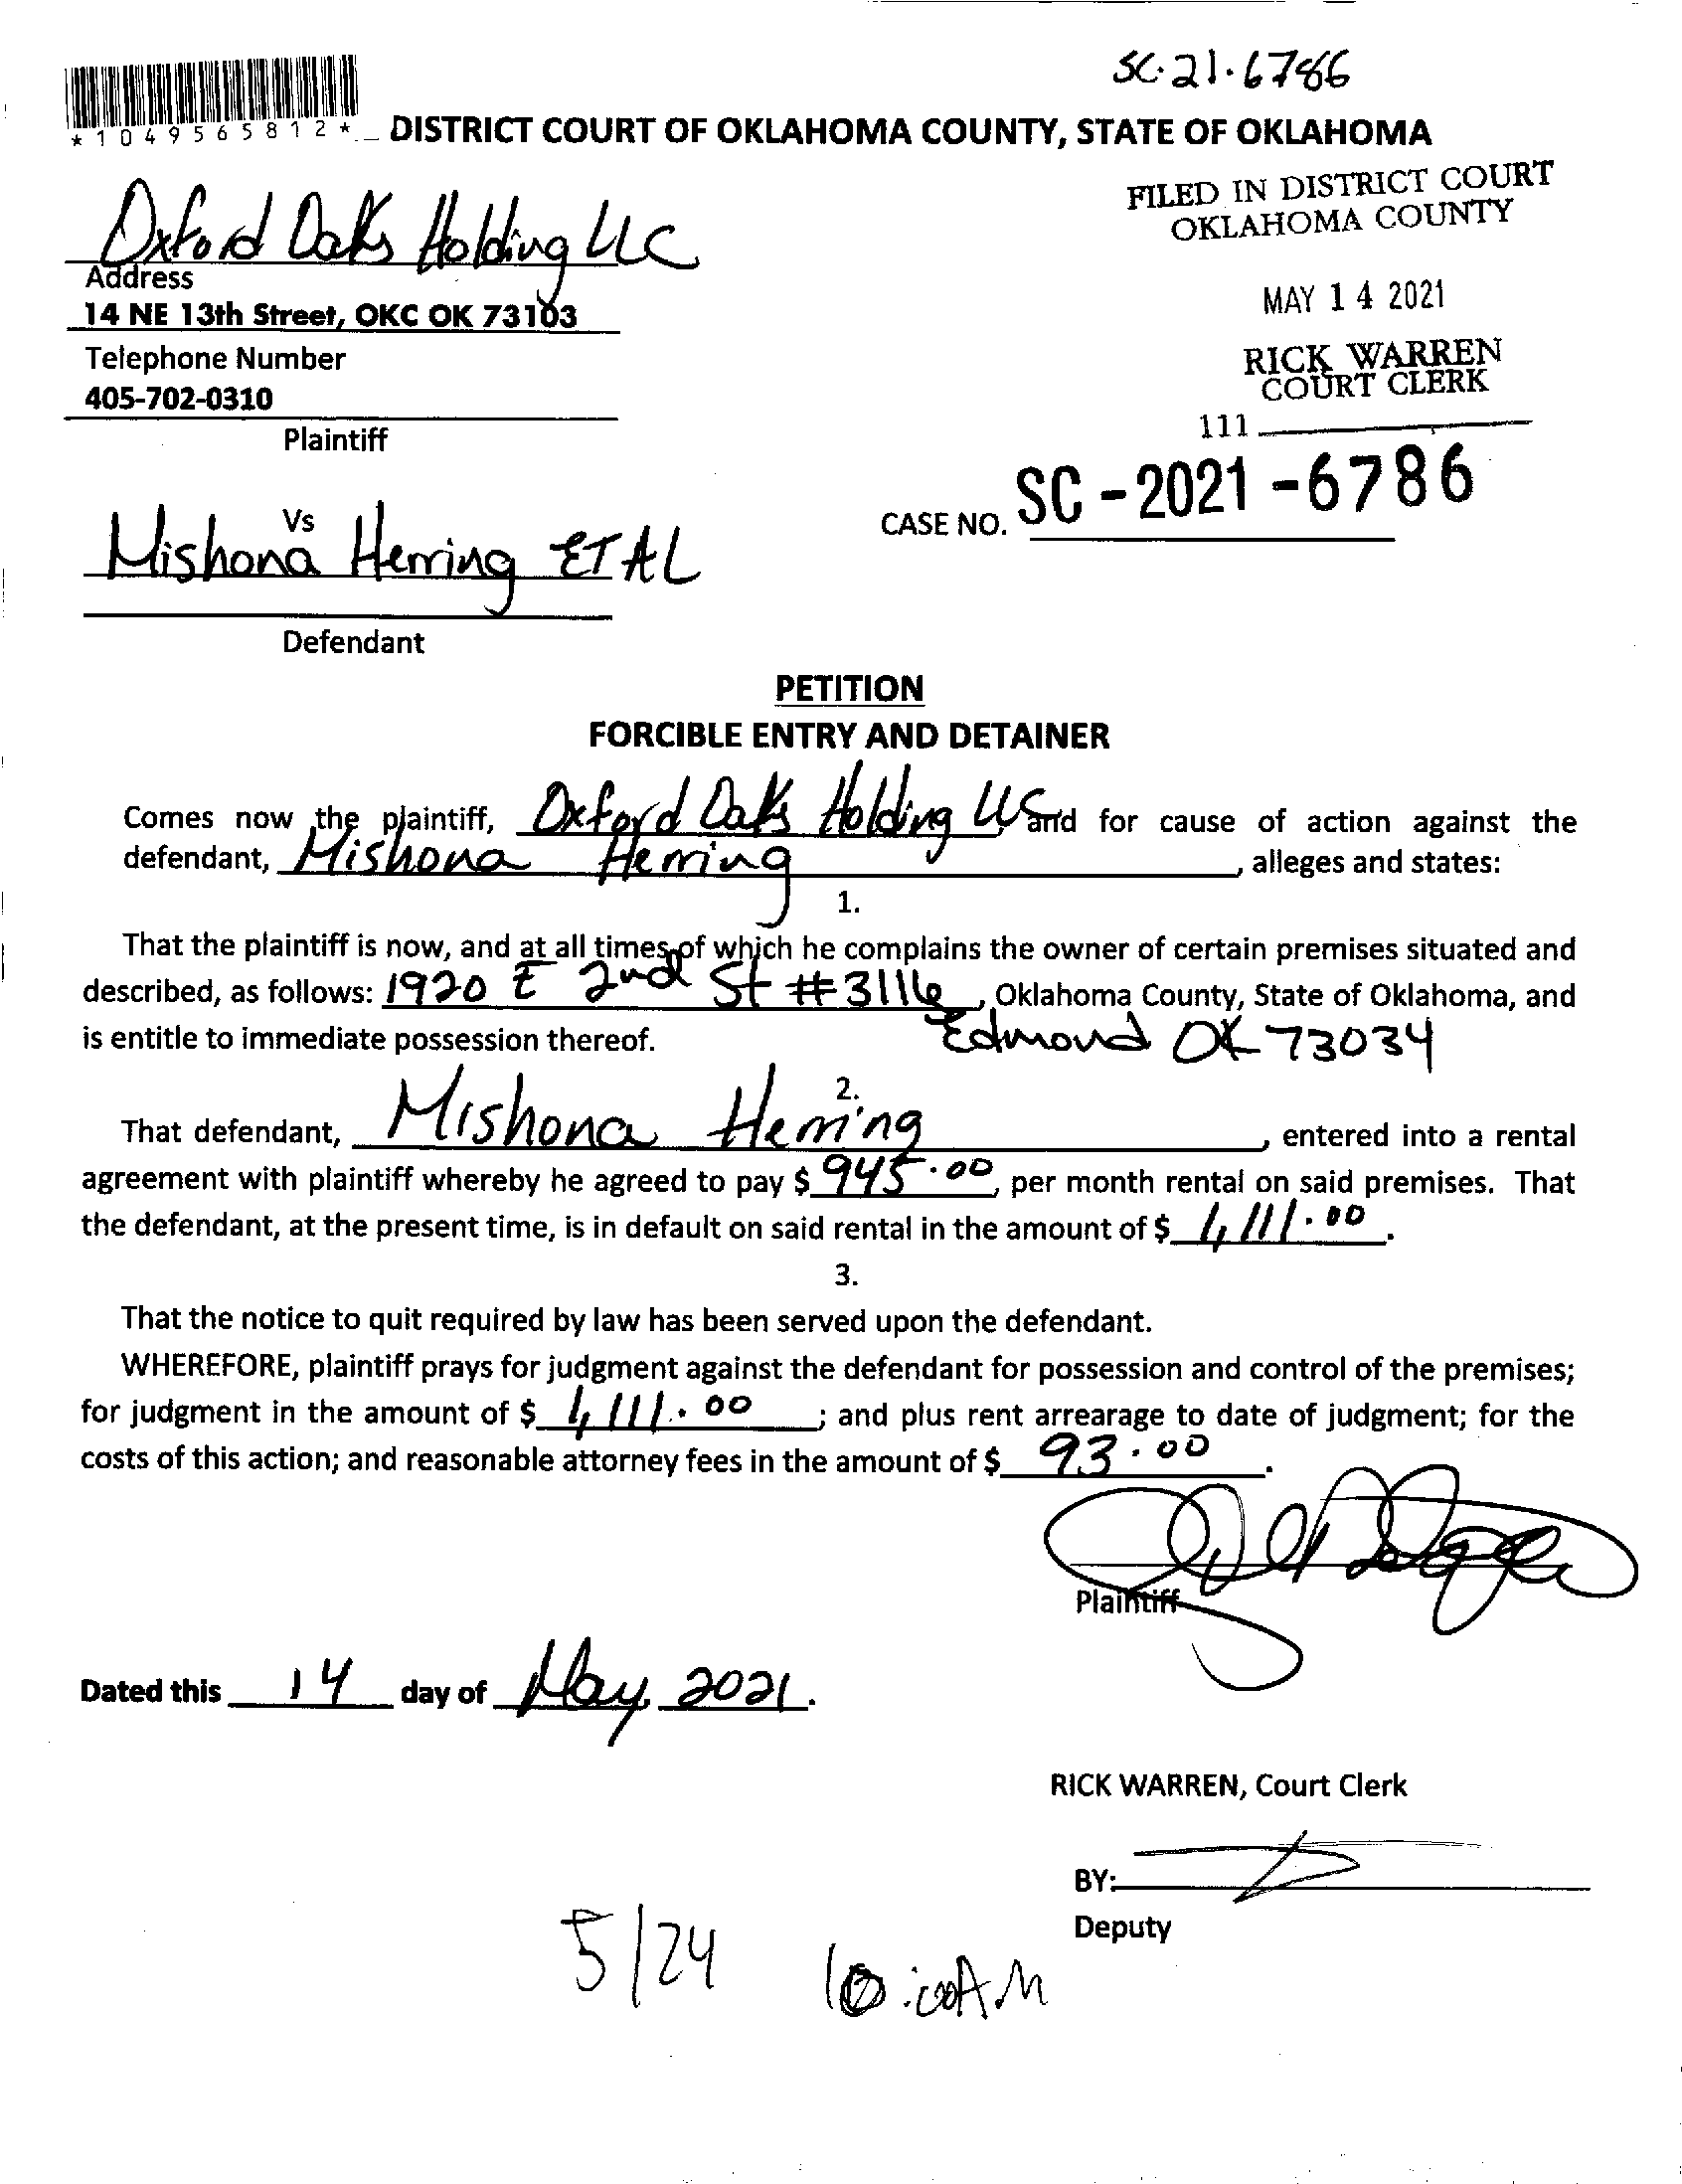 SC·21·6786
*1049565812*
DISTRICT COURT OF OKLAHOMA COUNTY, STATE OF OKLAHOMA
FILED IN DISTRICT COURT
OKLAHOMA COUNTY
MAY 14 2021
RICK WARREN
COURT CLERK
111
Oxford Oaks Holding LLC
Address
14 NE 13th Street, OKC OK 73103
Telephone Number
405-702-0310
Plaintiff
CASE NO. SC-2021-6786
Vs
Mishona Herring ET AL
Defendant
PETITION
FORCIBLE ENTRY AND DETAINER
Comes now the plaintiff, Oxford Oaks Holding LLC and for cause of action against the
defendant, Mishona Herring, alleges and states:
1.
That the plaintiff is now, and at all times of which he complains the owner of certain premises situated and
described, as follows: 1920 E 2nd St #3116, Oklahoma County, State of Oklahoma, and
is entitle to immediate possession thereof. Edmond OK 73034
2.
That defendant, Mishona Herring, entered into a rental
agreement with plaintiff whereby he agreed to pay $ 945.00, per month rental on said premises. That
the defendant, at the present time, is in default on said rental in the amount of $ 1,111.00.
3.
That the notice to quit required by law has been served upon the defendant.
WHEREFORE, plaintiff prays for judgment against the defendant for possession and control of the premises;
for judgment in the amount of $ 1,111.00; and plus rent arrearage to date of judgment; for the
costs of this action; and reasonable attorney fees in the amount of $ 93.00.
Plaintiff
Dated this 14 day of May 2021.
RICK WARREN, Court Clerk
BY:
Deputy
5/24 10:00AM